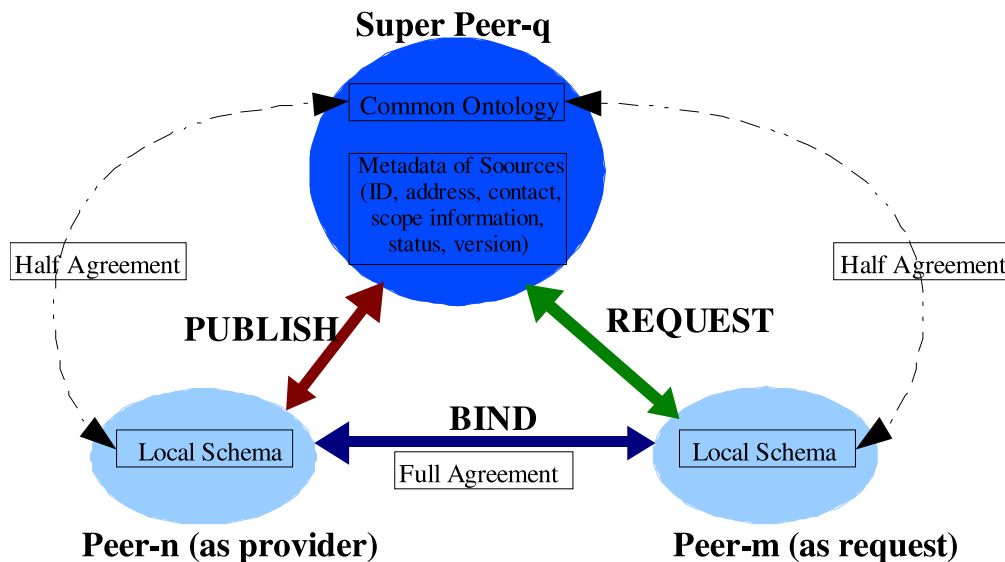 Super Peer-q
Common Ontology
Metadata of Soources
(ID, address, contact,
scope information,
status, version)
Half Agreement
Half Agreement
PUBLISH
REQUEST
BIND
Full Agreement
Local Schema
Local Schema
Peer-n (as provider)
Peer-m (as request)